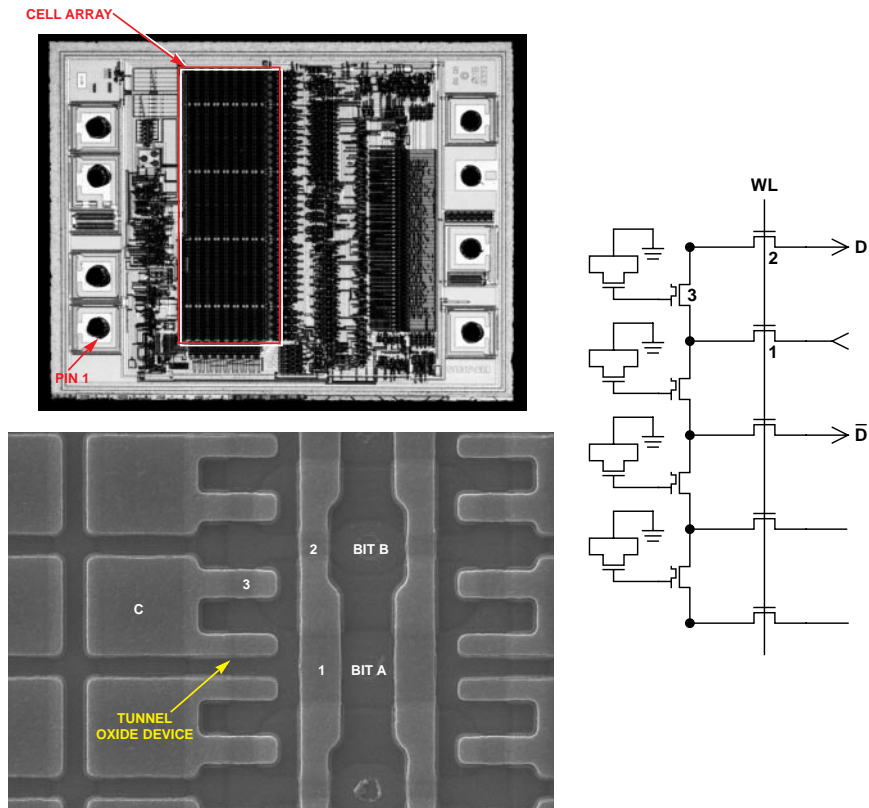 CELL ARRAY
PIN 1
WL
D
2
3
1
D̅
2
BIT B
3
C
1
BIT A
TUNNEL
OXIDE DEVICE